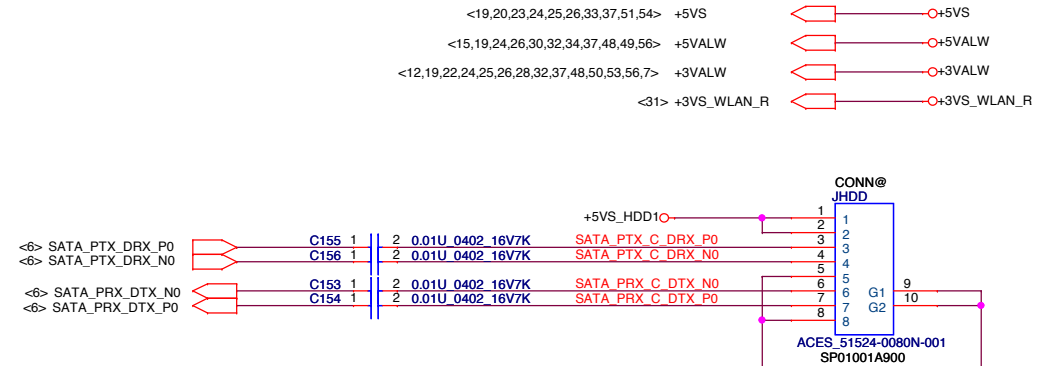 <19,20,23,24,25,26,33,37,51,54> +5VS +5VS
<15,19,24,26,30,32,34,37,48,49,56> +5VALW +5VALW
<12,19,22,24,25,26,28,32,37,48,50,53,56,7> +3VALW +3VALW
<31> +3VS_WLAN_R +3VS_WLAN_R
CONN@
JHDD
+5VS_HDD1 1 1
2 2
<6> SATA_PTX_DRX_P0 C155 1 2 0.01U_0402_16V7K SATA_PTX_C_DRX_P0 3 3
<6> SATA_PTX_DRX_N0 C156 1 2 0.01U_0402_16V7K SATA_PTX_C_DRX_N0 4 4
5 5
<6> SATA_PRX_DTX_N0 C153 1 2 0.01U_0402_16V7K SATA_PRX_C_DTX_N0 6 6 G1 9
<6> SATA_PRX_DTX_P0 C154 1 2 0.01U_0402_16V7K SATA_PRX_C_DTX_P0 7 7 G2 10
8 8
ACES_51524-0080N-001
SP01001A900